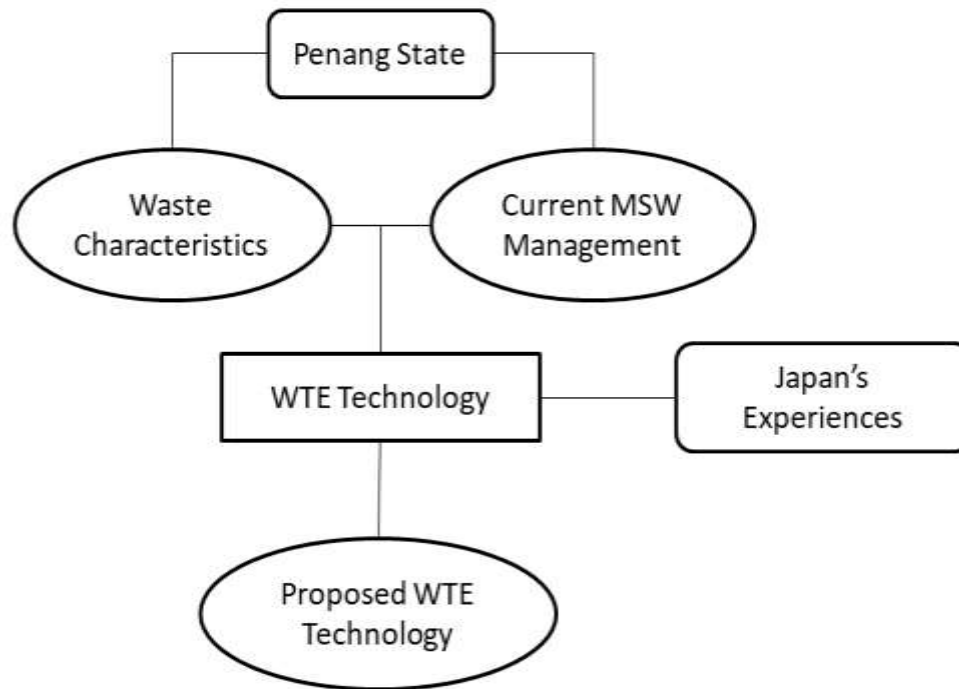 Penang State
Waste
Characteristics
Current MSW
Management
WTE Technology
Japan’s
Experiences
Proposed WTE
Technology